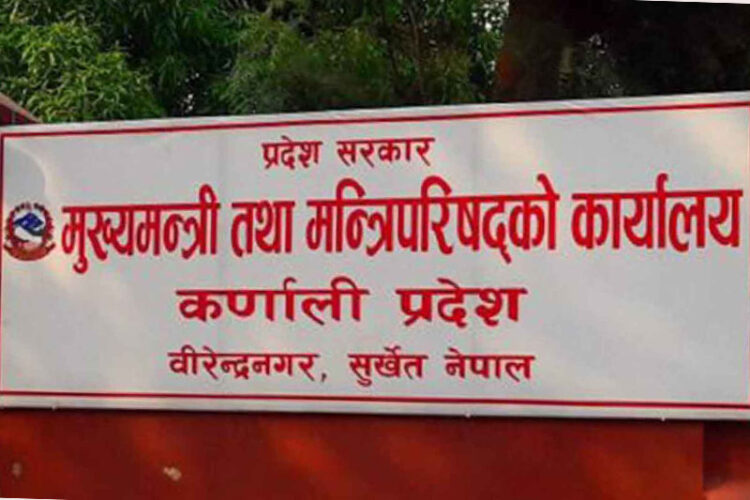 प्रदेश सरकार
मुख्यमन्त्री तथा मन्त्रिपरिषद्को कार्यालय
कर्णाली प्रदेश
वीरेन्द्रनगर, सुर्खेत नेपाल